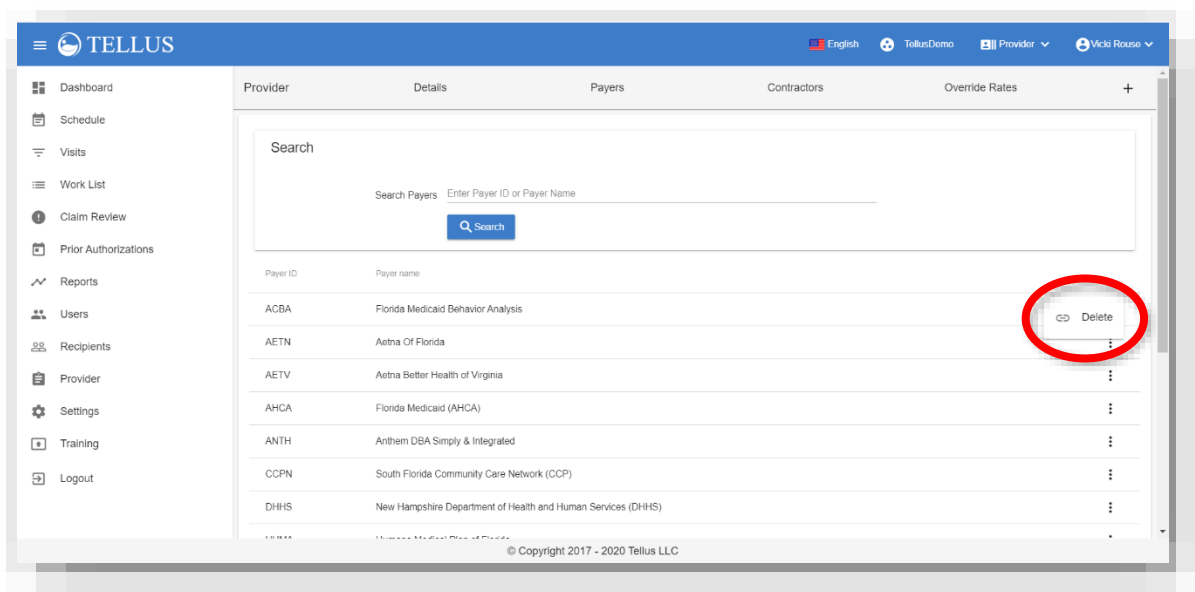 TELLUS
English TellusDemo Provider Vicki Rouse
Dashboard
Schedule
Visits
Work List
Claim Review
Prior Authorizations
Reports
Users
Recipients
Provider
Settings
Training
Logout
Provider Details Payers Contractors Override Rates +
Search
Search Payers Enter Payer ID or Payer Name
Search
Payer ID Payer name
ACBA Florida Medicaid Behavior Analysis
Delete
AETN Aetna Of Florida
AETV Aetna Better Health of Virginia
AHCA Florida Medicaid (AHCA)
ANTH Anthem DBA Simply & Integrated
CCPN South Florida Community Care Network (CCP)
DHHS New Hampshire Department of Health and Human Services (DHHS)
© Copyright 2017 - 2020 Tellus LLC